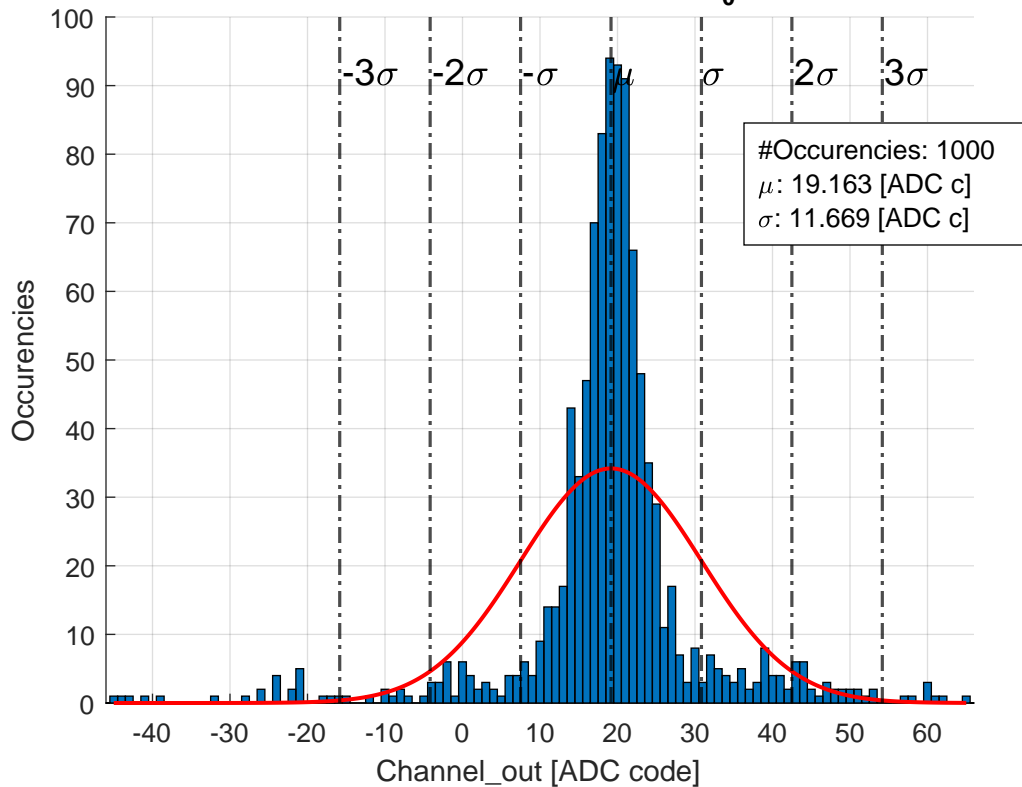 100
90
80
70
60
50
40
30
20
10
0
-3σ -2σ -σ μ σ 2σ 3σ
#Occurencies: 1000
μ: 19.163 [ADC c]
σ: 11.669 [ADC c]
Occurencies
-40 -30 -20 -10 0 10 20 30 40 50 60
Channel_out [ADC code]